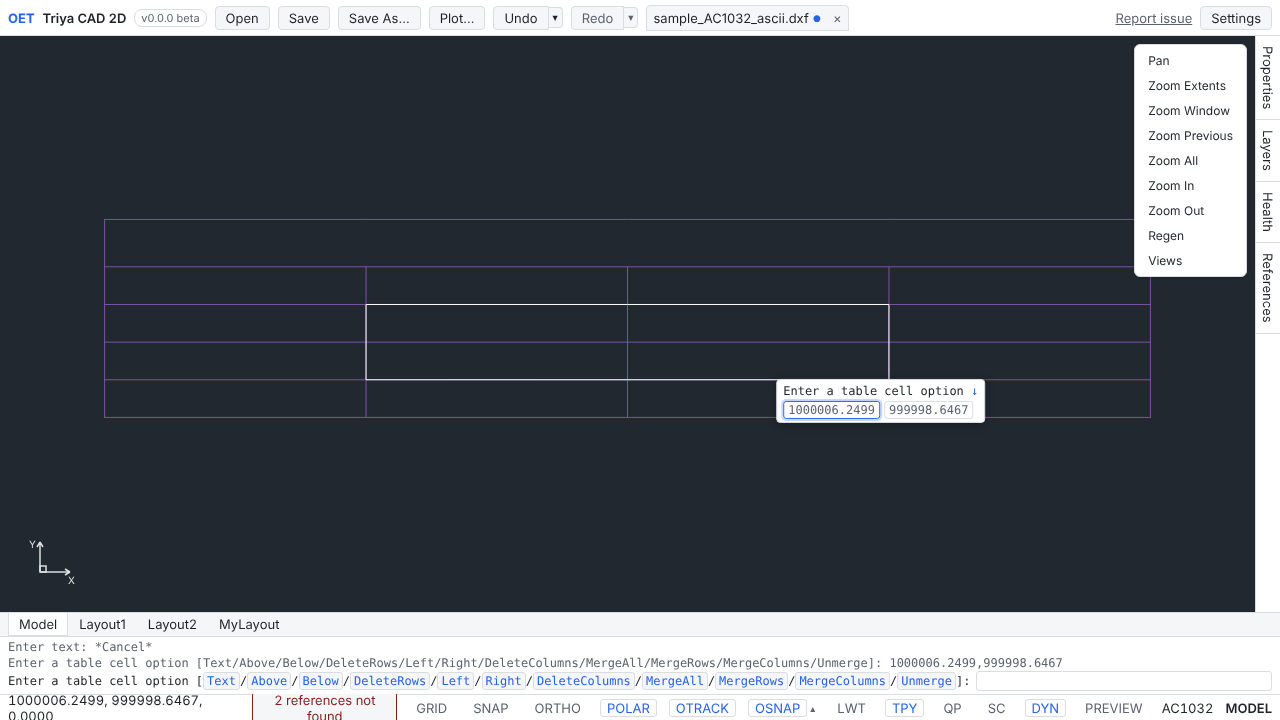 OET Triya CAD 2D v0.0.0 beta Open Save Save As... Plot... Undo ▾ Redo ▾ sample_AC1032_ascii.dxf ● × Report issue Settings
Pan
Zoom Extents
Zoom Window
Zoom Previous
Zoom All
Zoom In
Zoom Out
Regen
Views
Properties
Layers
Health
References
Enter a table cell option ↓
1000006.2499 999998.6467
Y
X
Model Layout1 Layout2 MyLayout
Enter text: *Cancel*
Enter a table cell option [Text/Above/Below/DeleteRows/Left/Right/DeleteColumns/MergeAll/MergeRows/MergeColumns/Unmerge]: 1000006.2499,999998.6467
Enter a table cell option [Text/Above/Below/DeleteRows/Left/Right/DeleteColumns/MergeAll/MergeRows/MergeColumns/Unmerge]:
1000006.2499, 999998.6467, 0.0000
2 references not found
GRID SNAP ORTHO POLAR OTRACK OSNAP ▴ LWT TPY QP SC DYN PREVIEW AC1032 MODEL